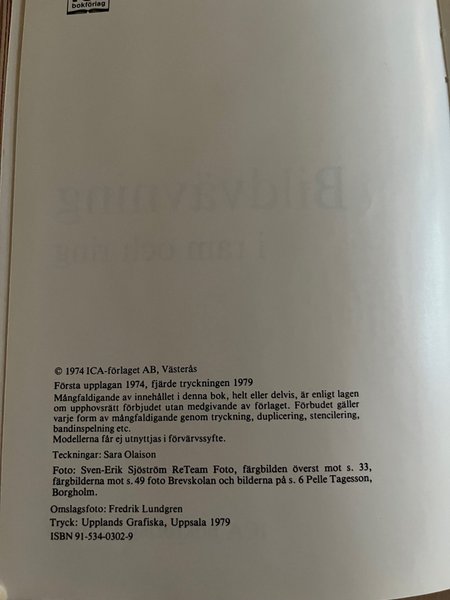 bokförlag
Bildvävning
i ram och ring
© 1974 ICA-förlaget AB, Västerås
Första upplagan 1974, fjärde tryckningen 1979
Mångfaldigande av innehållet i denna bok, helt eller delvis, är enligt lagen
om upphovsrätt förbjudet utan medgivande av förlaget. Förbudet gäller
varje form av mångfaldigande genom tryckning, duplicering, stencilering,
bandinspelning etc.
Modellerna får ej utnyttjas i förvärvssyfte.
Teckningar: Sara Olaison
Foto: Sven-Erik Sjöström ReTeam Foto, färgbilden överst mot s. 33,
färgbilderna mot s. 49 foto Brevskolan och bilderna på s. 6 Pelle Tagesson,
Borgholm.
Omslagsfoto: Fredrik Lundgren
Tryck: Upplands Grafiska, Uppsala 1979
ISBN 91-534-0302-9